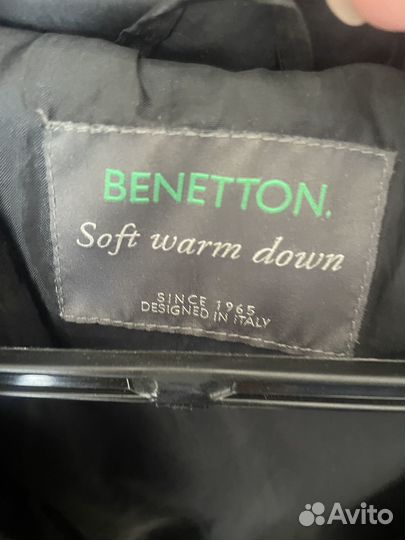 BENETTON.
Soft warm down
SINCE 1965
DESIGNED IN ITALY
Avito